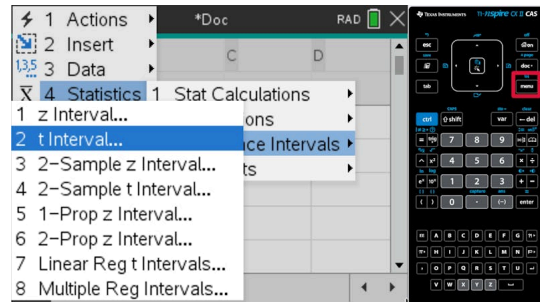 1 Actions
*Doc
RAD
2 Insert
C
D
1,3,5
3 Data
X 4 Statistics
1 Stat Calculations
1 z Interval...
ons
2 t Interval...
ce Intervals
3 2-Sample z Interval...
ts
4 2-Sample t Interval...
5 1-Prop z Interval...
6 2-Prop z Interval...
7 Linear Reg t Intervals...
8 Multiple Reg Intervals...
TEXAS INSTRUMENTS
TI-nspire CX II CAS
esc
on
doc
tab
menu
ctrl
shift
var
del
7 8 9
4 5 6
1 2 3
0 . (-) enter
A B C D E F G
H I J K L M N
O P Q R S T U
V W X Y Z